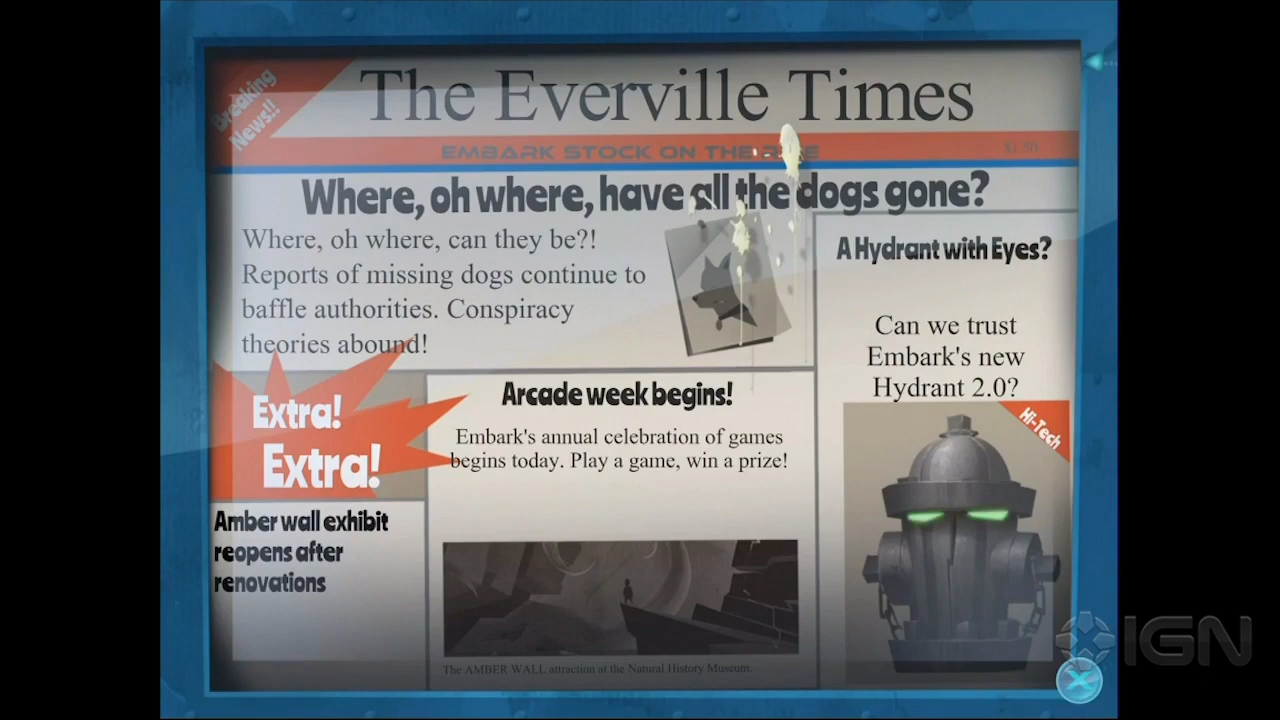 Breaking
News!!
The Everville Times
EMBARK STOCK ON THE RISE
$1.50
Where, oh where, have all the dogs gone?
Where, oh where, can they be?!
Reports of missing dogs continue to
baffle authorities. Conspiracy
theories abound!
A Hydrant with Eyes?
Can we trust
Embark's new
Hydrant 2.0?
Hi-Tech
Extra!
Extra!
Amber wall exhibit
reopens after
renovations
Arcade week begins!
Embark's annual celebration of games
begins today. Play a game, win a prize!
The AMBER WALL attraction at the Natural History Museum.
IGN